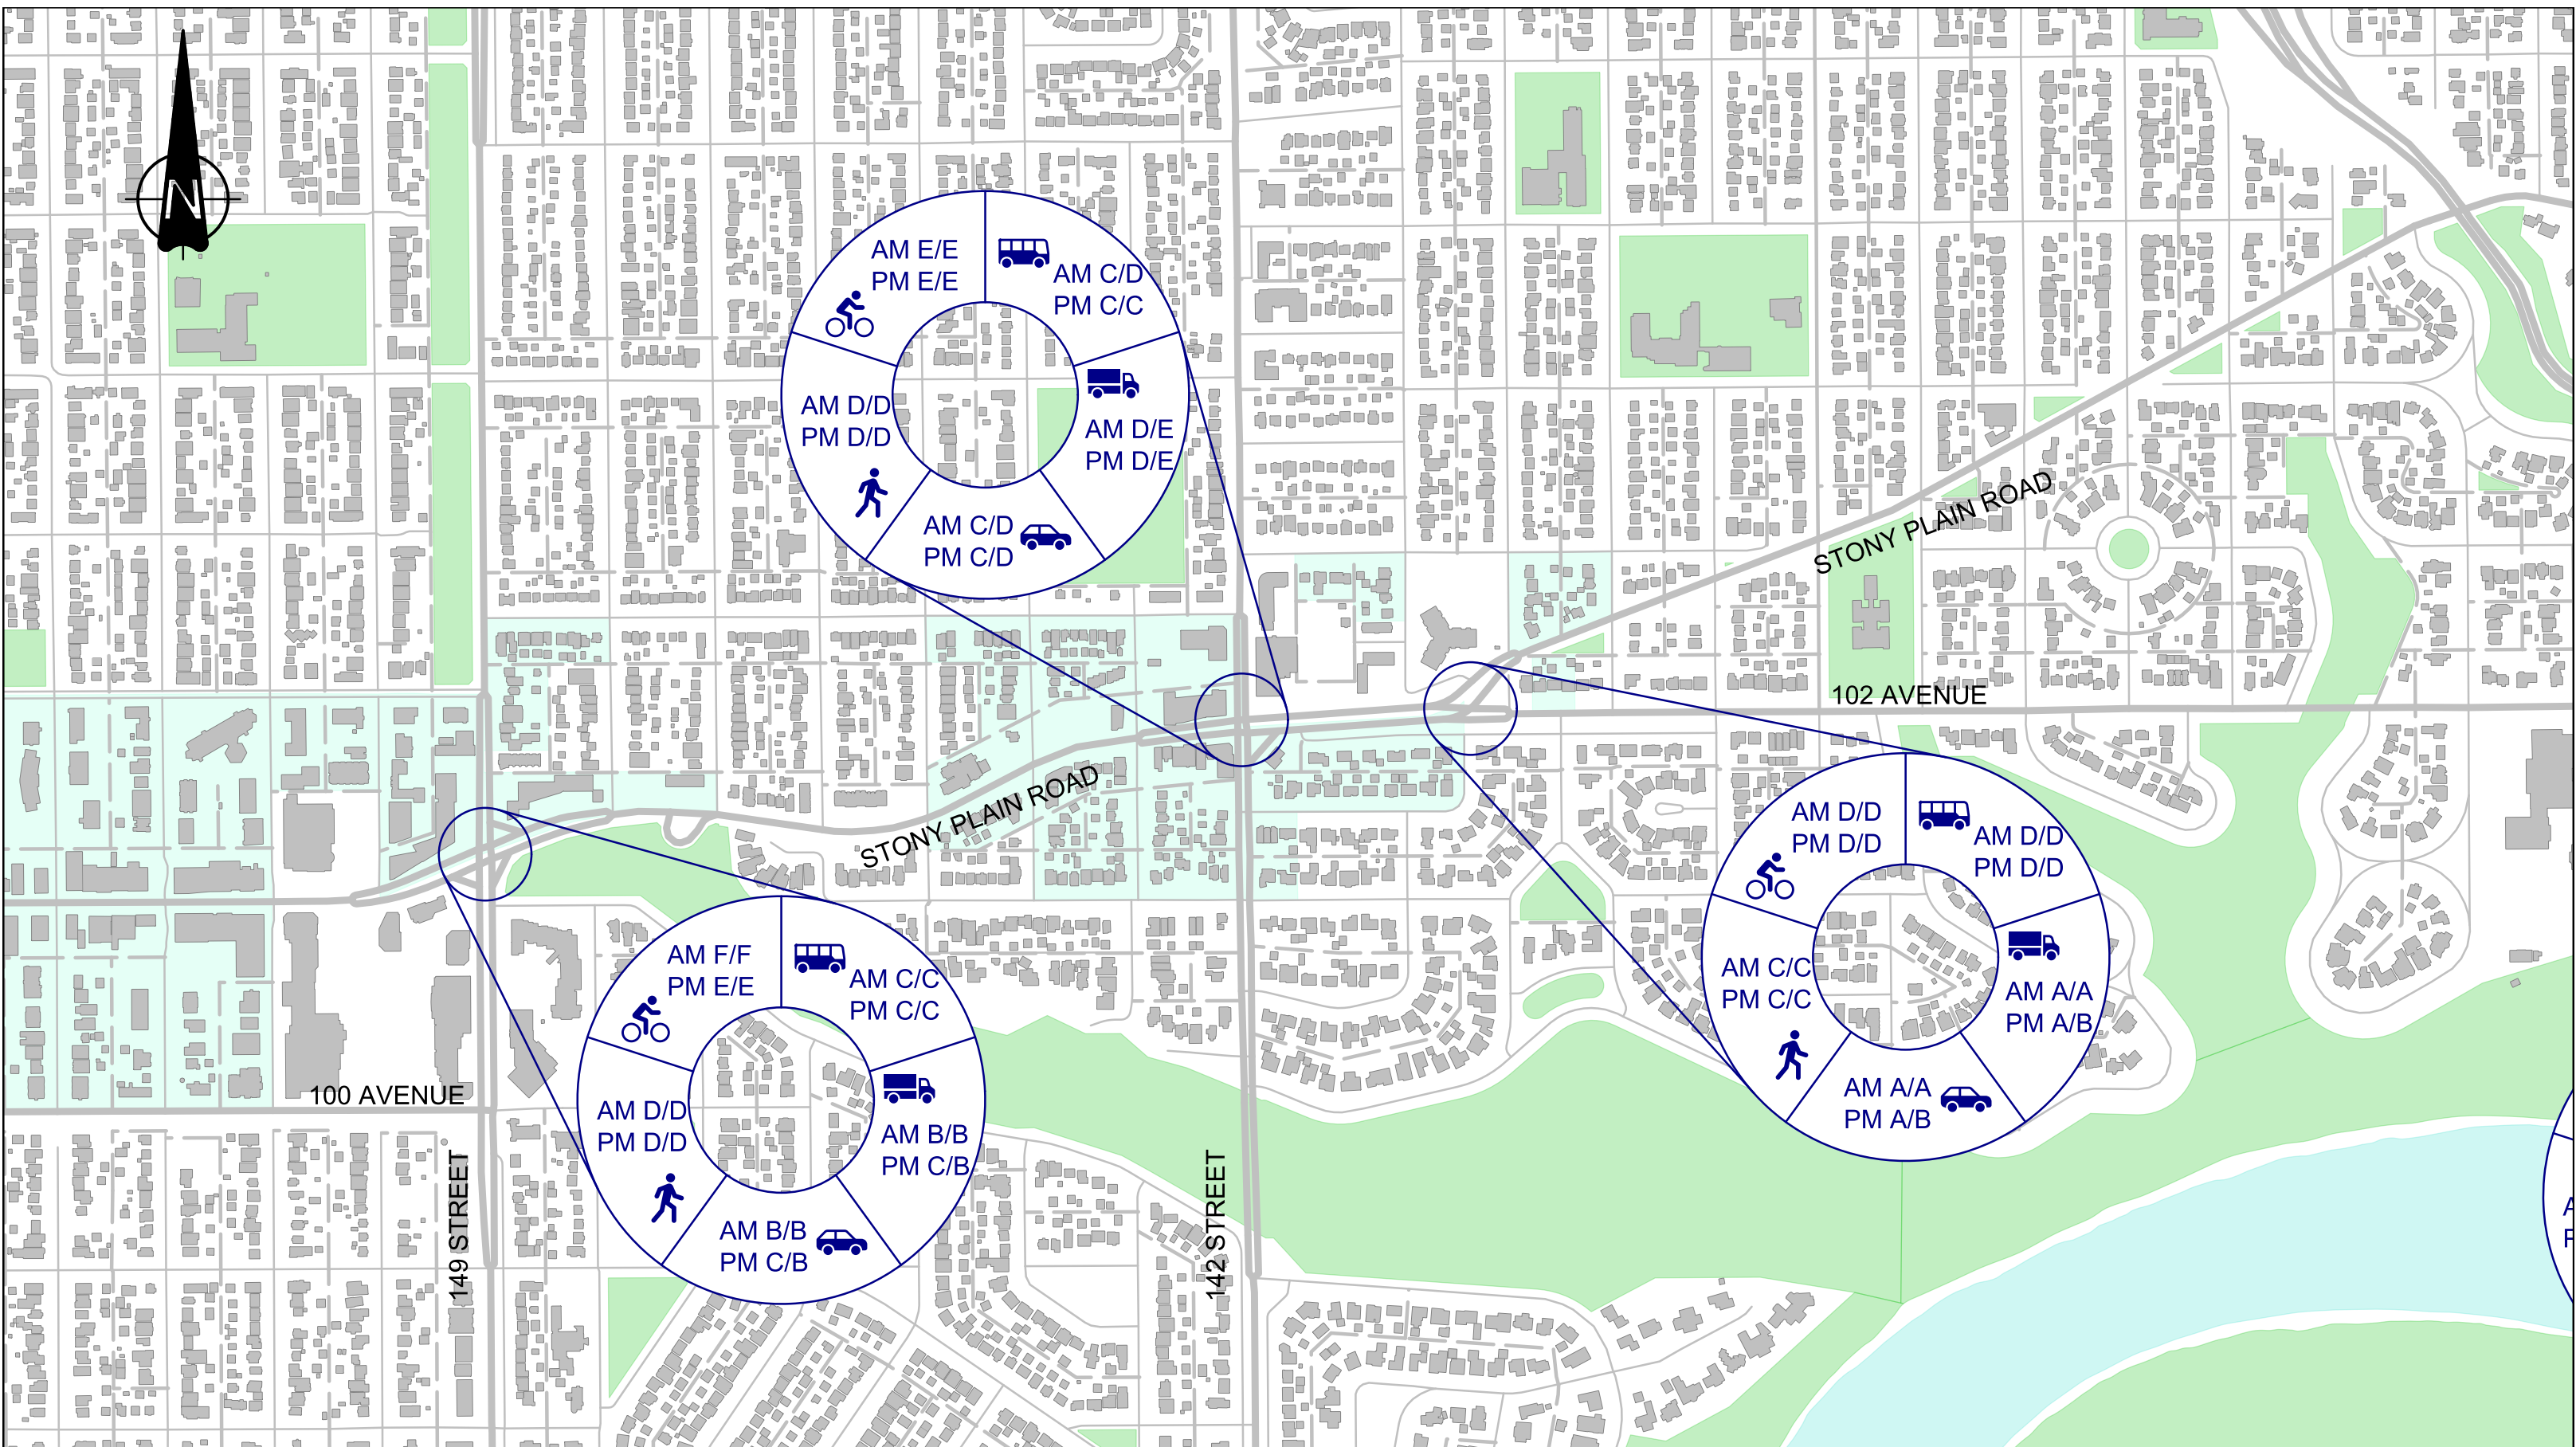 N
AM E/E
PM E/E
AM C/D
PM C/C
AM D/D
PM D/D
AM D/E
PM D/E
AM C/D
PM C/D
STONY PLAIN ROAD
102 AVENUE
STONY PLAIN ROAD
AM D/D
PM D/D
AM D/D
PM D/D
AM C/C
PM C/C
AM A/A
PM A/B
AM A/A
PM A/B
AM F/F
PM E/E
AM C/C
PM C/C
AM D/D
PM D/D
AM B/B
PM C/B
AM B/B
PM C/B
100 AVENUE
149 STREET
142 STREET